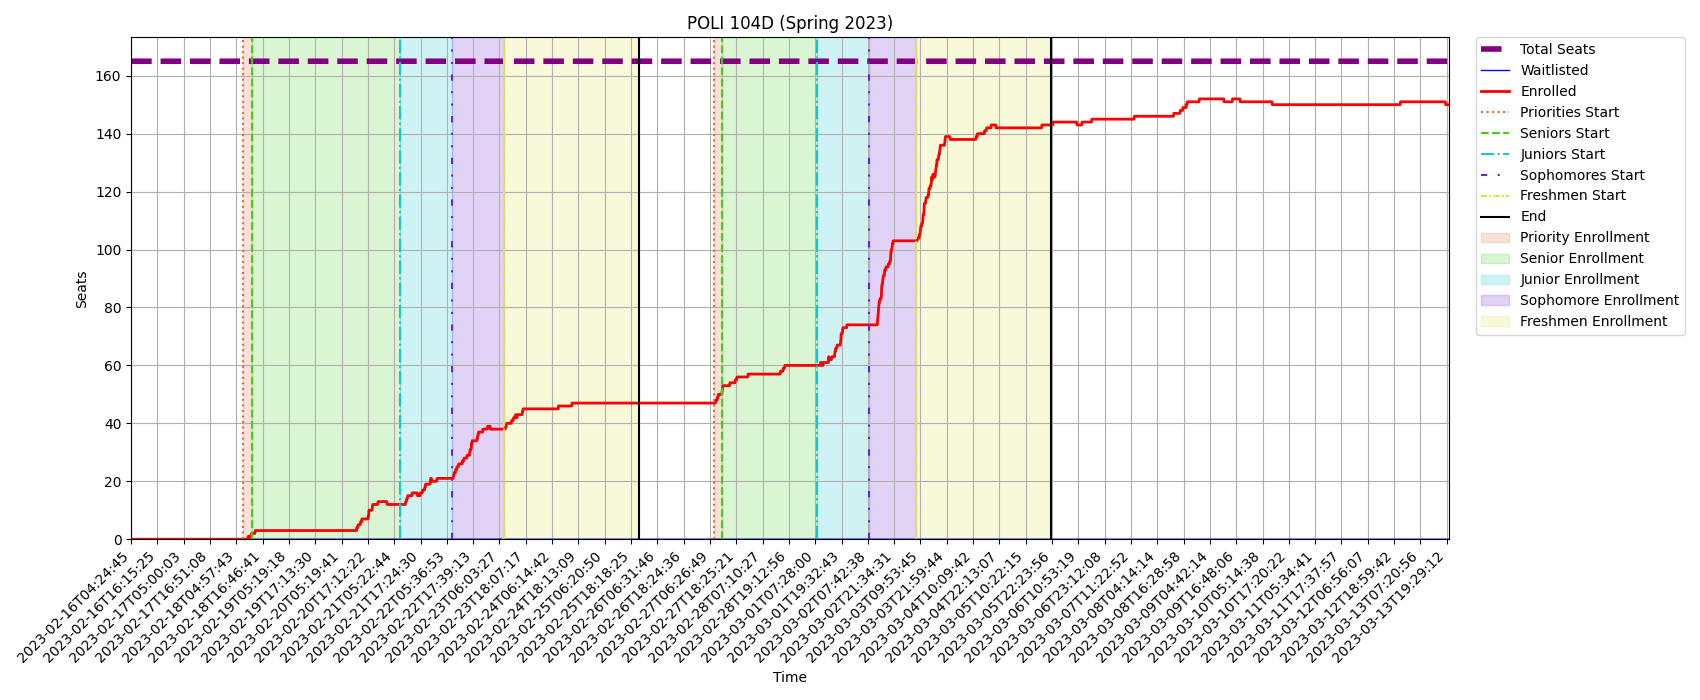 POLI 104D (Spring 2023)
Total Seats
Waitlisted
Enrolled
Priorities Start
Seniors Start
Juniors Start
Sophomores Start
Freshmen Start
End
Priority Enrollment
Senior Enrollment
Junior Enrollment
Sophomore Enrollment
Freshmen Enrollment
Seats
160
140
120
100
80
60
40
20
0
2023-02-16T04:24:45
2023-02-16T16:15:25
2023-02-17T05:00:03
2023-02-17T16:51:08
2023-02-18T04:57:43
2023-02-18T16:46:41
2023-02-19T05:19:18
2023-02-19T17:13:30
2023-02-20T05:19:41
2023-02-20T17:12:22
2023-02-21T05:22:44
2023-02-21T17:24:30
2023-02-22T05:36:53
2023-02-22T17:39:13
2023-02-23T06:03:27
2023-02-23T18:07:17
2023-02-24T06:14:42
2023-02-24T18:13:09
2023-02-25T06:20:50
2023-02-25T18:18:25
2023-02-26T06:31:46
2023-02-26T18:24:36
2023-02-27T06:26:49
2023-02-27T18:25:21
2023-02-28T07:10:27
2023-02-28T19:12:56
2023-03-01T07:28:00
2023-03-01T19:32:43
2023-03-02T07:42:38
2023-03-02T21:34:31
2023-03-03T09:53:45
2023-03-03T21:59:44
2023-03-04T10:09:42
2023-03-04T22:13:07
2023-03-05T10:22:15
2023-03-05T22:23:56
2023-03-06T10:53:19
2023-03-06T23:12:08
2023-03-07T11:22:52
2023-03-08T04:14:14
2023-03-08T16:28:58
2023-03-09T04:42:14
2023-03-09T16:48:06
2023-03-10T05:14:38
2023-03-10T17:20:22
2023-03-11T05:34:41
2023-03-11T17:37:57
2023-03-12T06:56:07
2023-03-12T18:59:42
2023-03-13T07:20:56
2023-03-13T19:29:12
Time